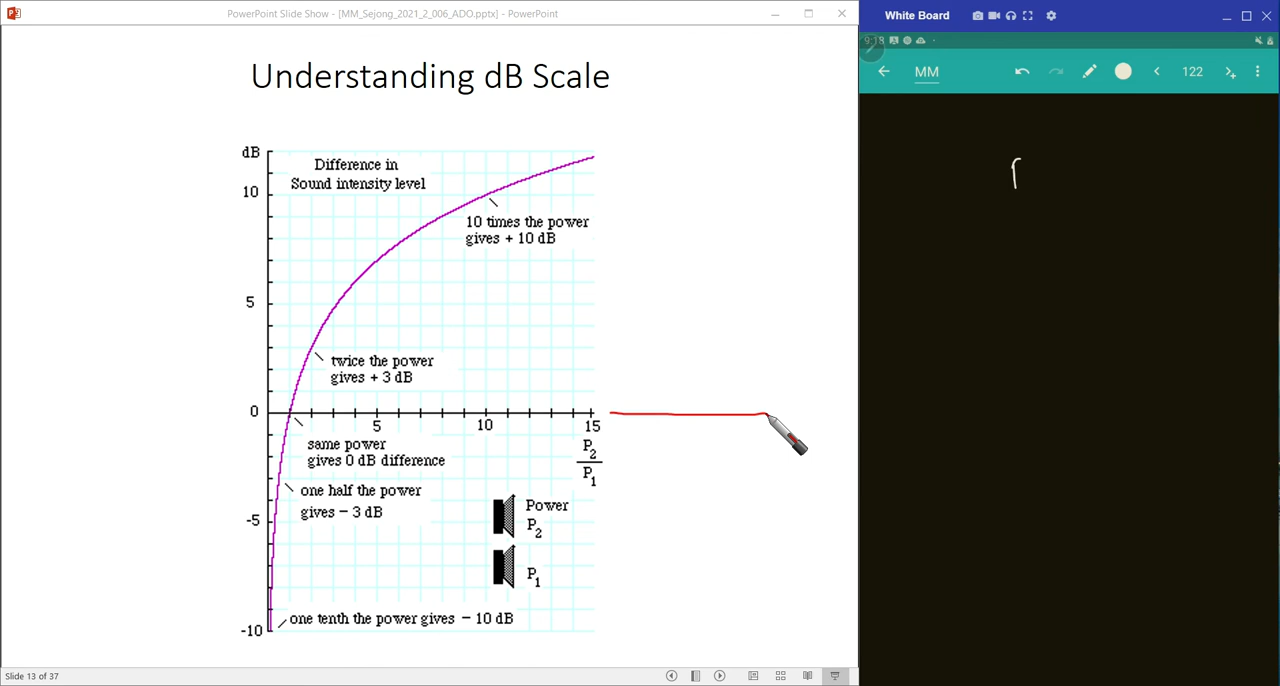 PowerPoint Slide Show - [MM_Sejong_2021_2_006_ADO.pptx] - PowerPoint
Understanding dB Scale
dB
Difference in
Sound intensity level
10
10 times the power
gives + 10 dB
5
twice the power
gives + 3 dB
0
5
10
15
same power
gives 0 dB difference
P2
P1
one half the power
gives – 3 dB
-5
Power
P2
P1
one tenth the power gives – 10 dB
-10
Slide 13 of 37
White Board
9:18
MM
122